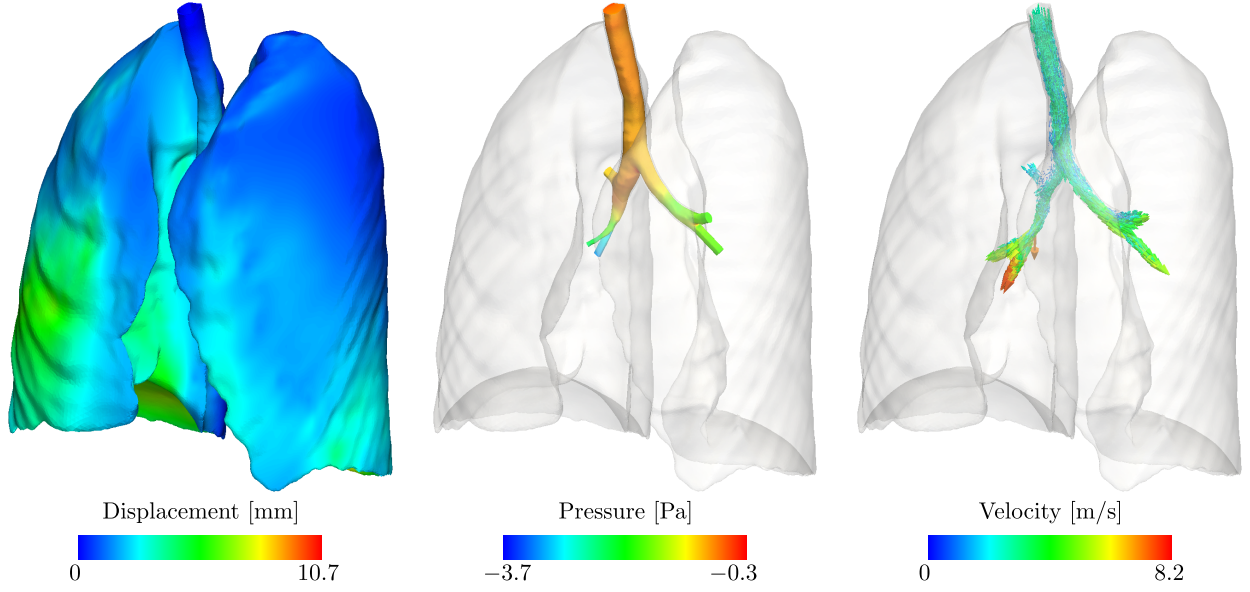 Displacement [mm]
0 10.7
Pressure [Pa]
−3.7 −0.3
Velocity [m/s]
0 8.2